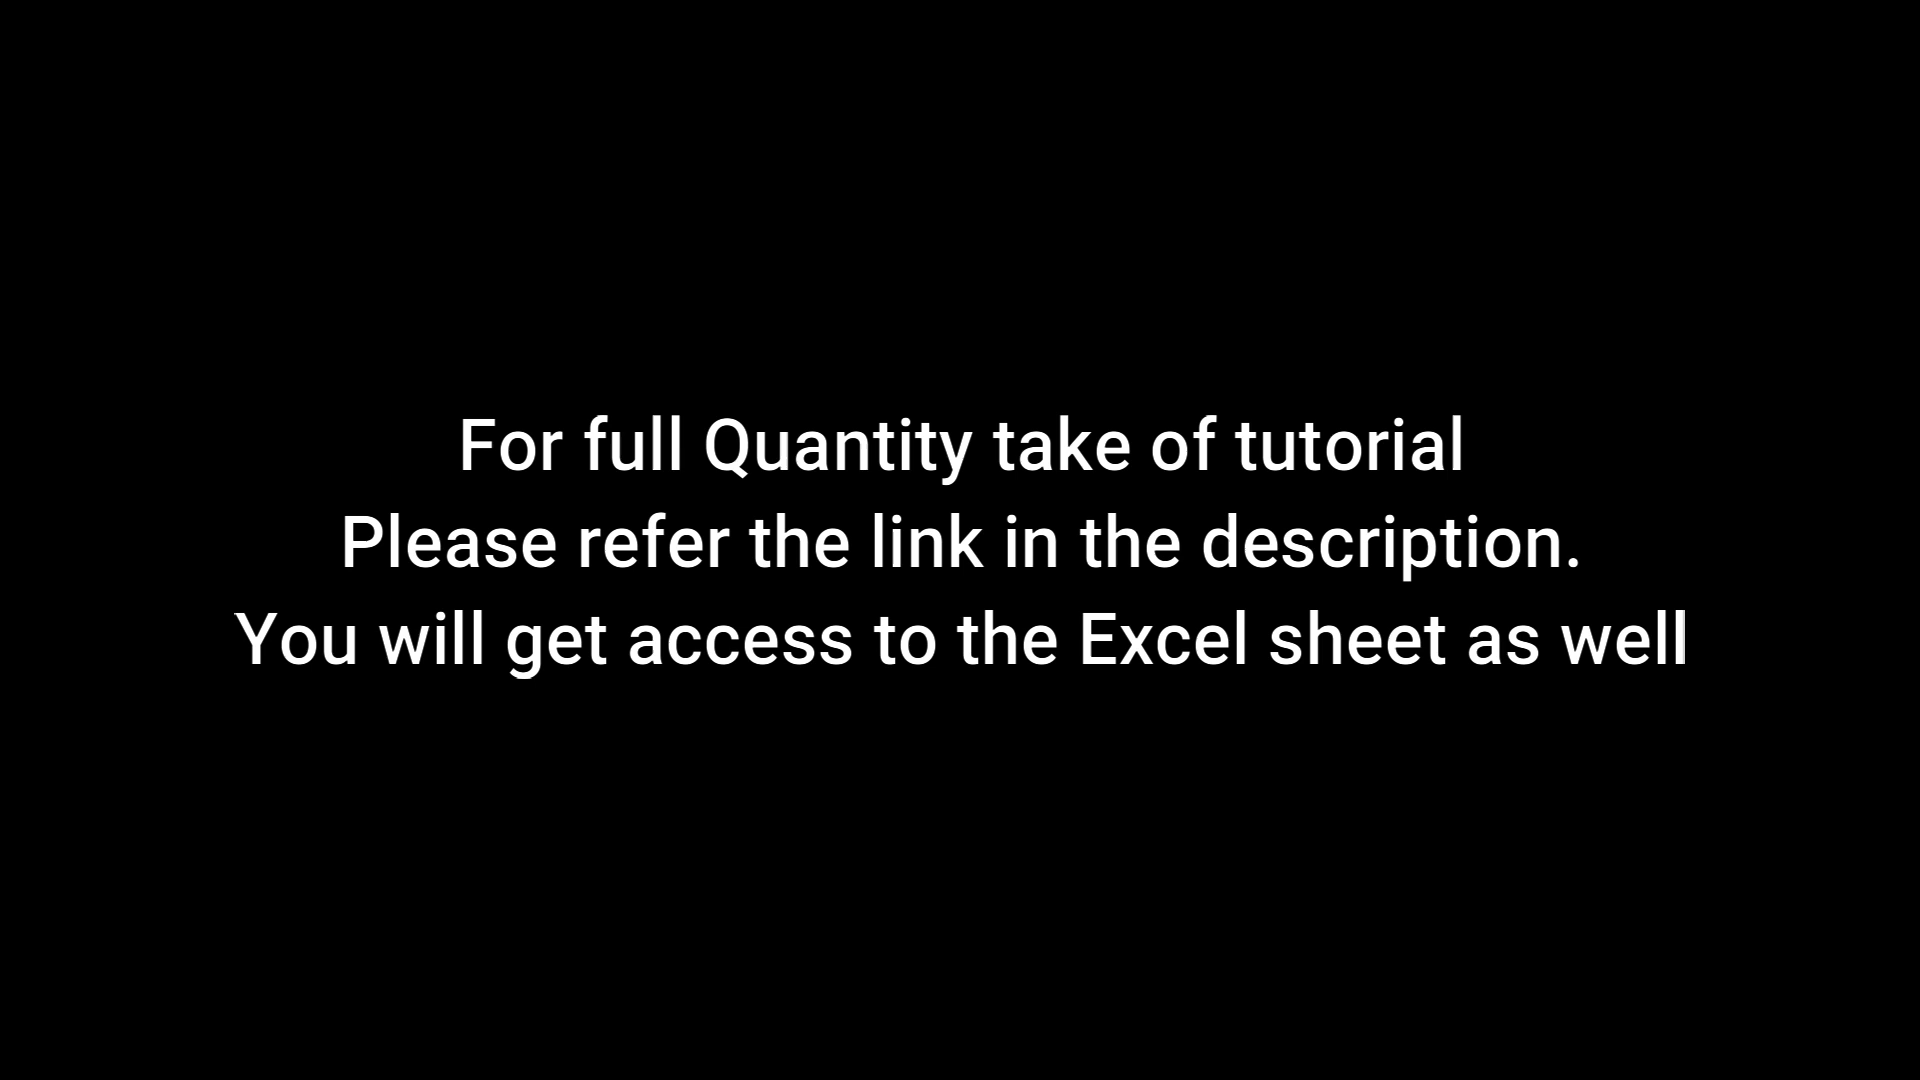 For full Quantity take of tutorial
Please refer the link in the description.
You will get access to the Excel sheet as well